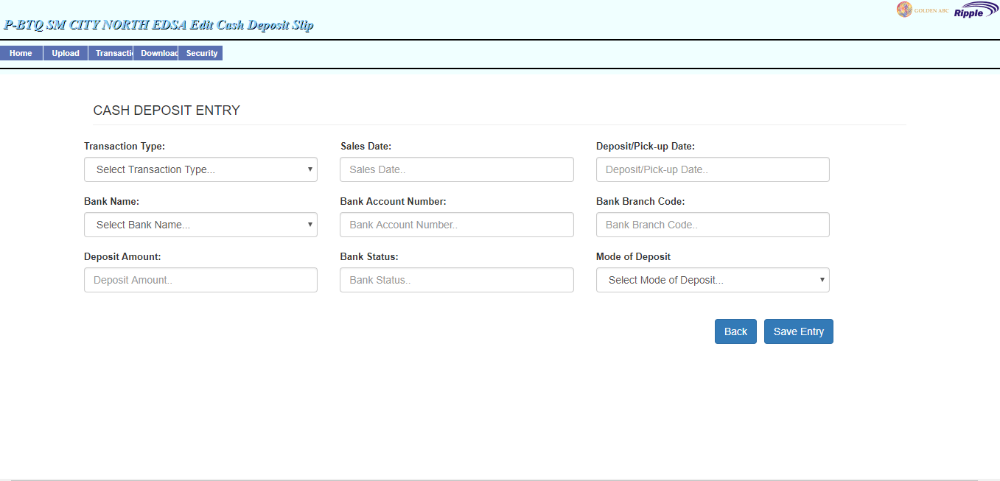 GOLDEN ABC Ripple
P-BTQ SM CITY NORTH EDSA Edit Cash Deposit Slip
Home Upload Transacti Download Security
CASH DEPOSIT ENTRY
Transaction Type: Sales Date: Deposit/Pick-up Date:
Select Transaction Type... Sales Date.. Deposit/Pick-up Date..
Bank Name: Bank Account Number: Bank Branch Code:
Select Bank Name... Bank Account Number.. Bank Branch Code..
Deposit Amount: Bank Status: Mode of Deposit
Deposit Amount.. Bank Status.. Select Mode of Deposit...
Back Save Entry